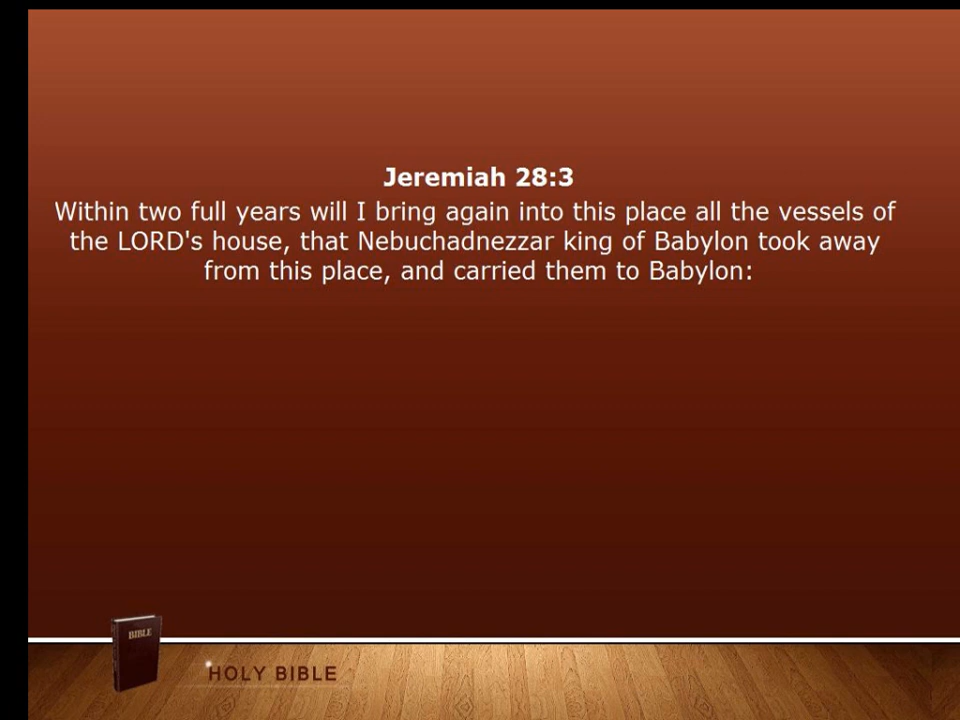 Jeremiah 28:3
Within two full years will I bring again into this place all the vessels of
the LORD's house, that Nebuchadnezzar king of Babylon took away
from this place, and carried them to Babylon:
BIBLE
HOLY BIBLE